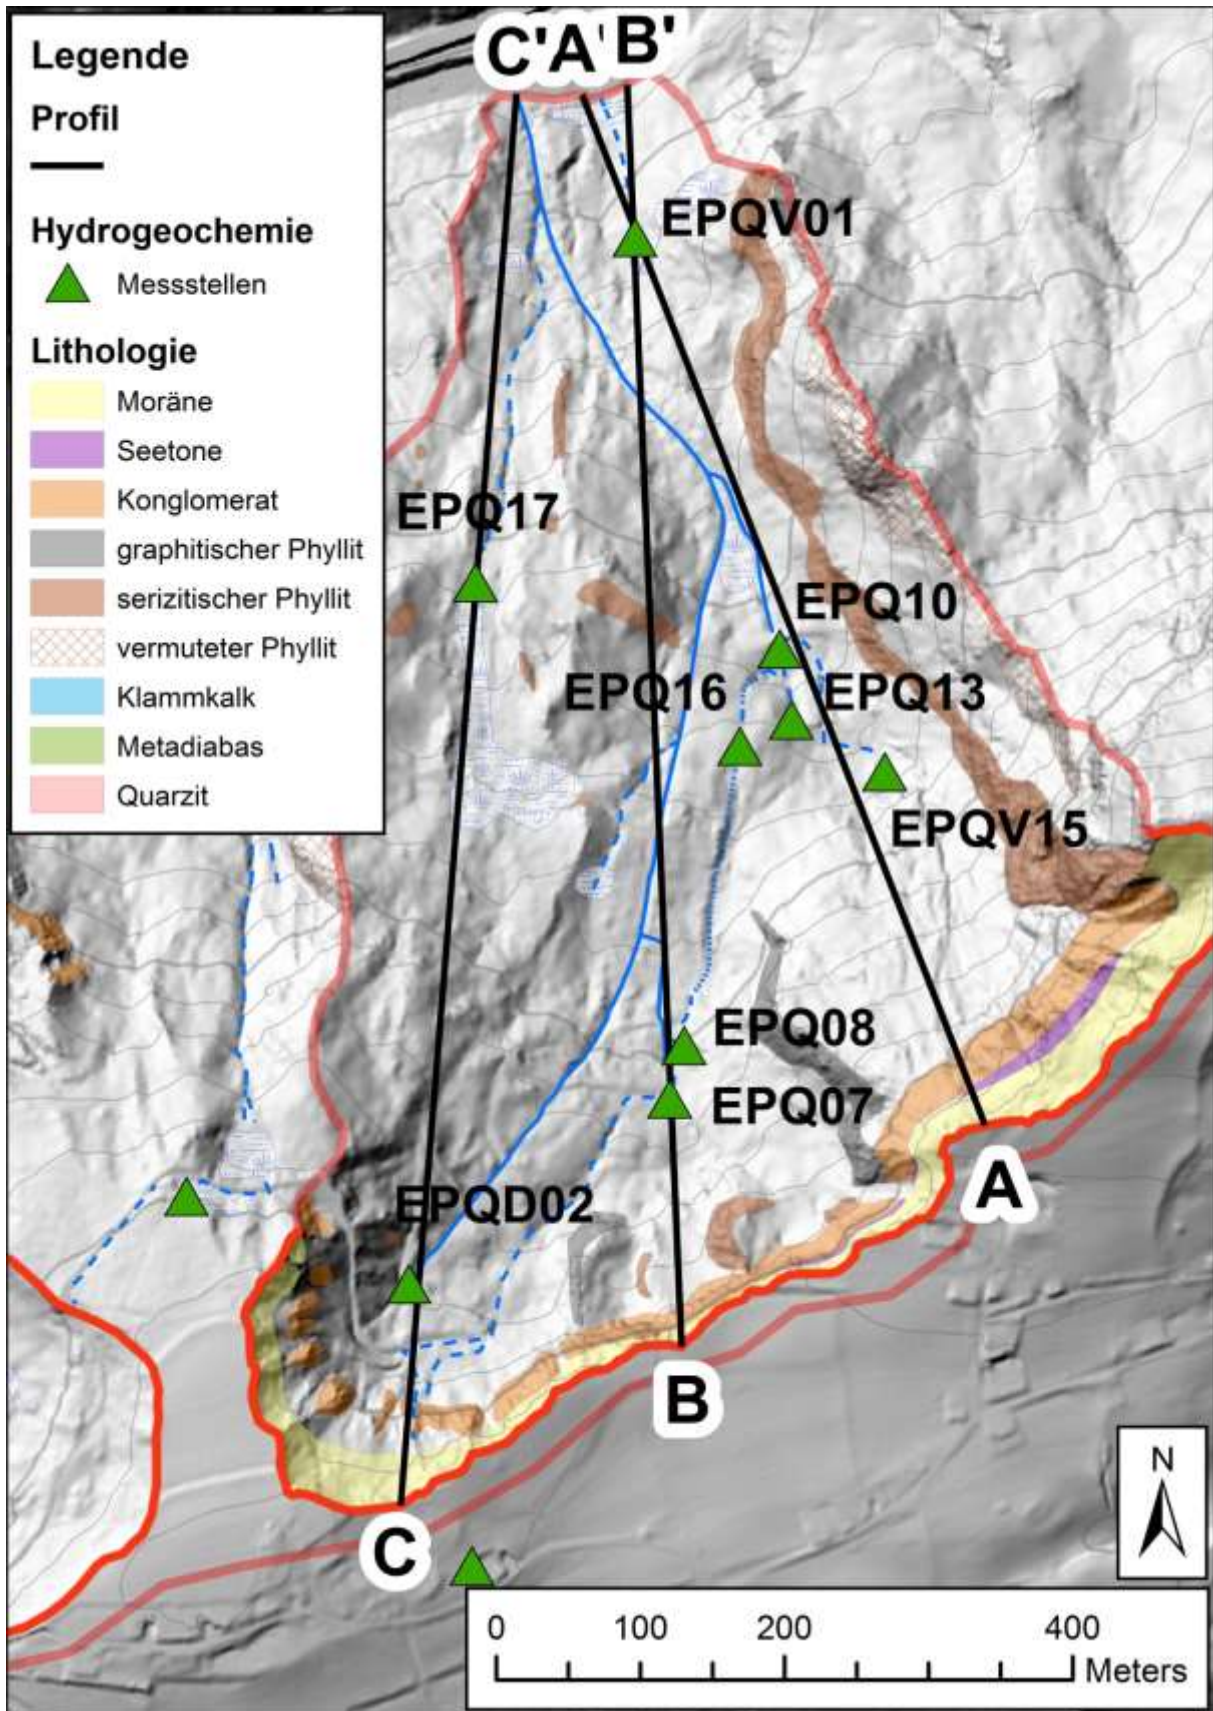 Legende
Profil
Hydrogeochemie
Messstellen
Lithologie
Moräne
Seetone
Konglomerat
graphitischer Phyllit
serizitischer Phyllit
vermuteter Phyllit
Klammkalk
Metadiabas
Quarzit
C' A' B'
EPQV01
EPQ17
EPQ10
EPQ16 EPQ13
EPQV15
EPQ08
EPQ07
A
EPQD02
B
C
N
0 100 200 400
Meters